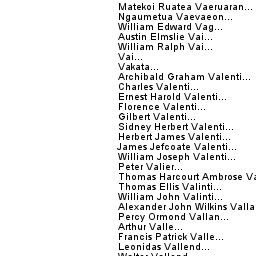 Matekoi Ruatea Vaeruaran...
Ngaumetua Vaevaeon...
William Edward Vag...
Austin Elmslie Vai...
William Ralph Vai...
Vai...
Vakata...
Archibald Graham Valenti...
Charles Valenti...
Ernest Harold Valenti...
Florence Valenti...
Gilbert Valenti...
Sidney Herbert Valenti...
Herbert James Valenti...
James Jefcoate Valenti...
William Joseph Valenti...
Peter Valier...
Thomas Harcourt Ambrose Va
Thomas Ellis Valinti...
William John Valinti...
Alexander John Wilkins Valla
Percy Ormond Vallan...
Arthur Valle...
Francis Patrick Valle...
Leonidas Vallend...